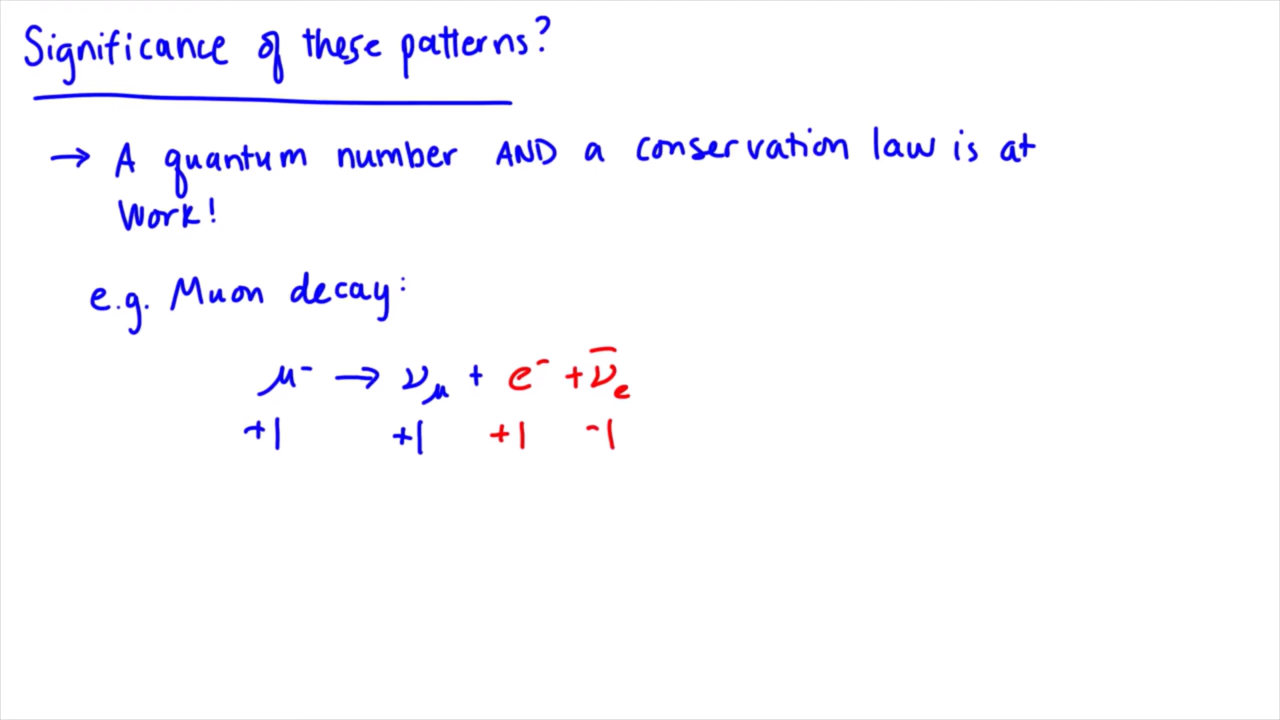 Significance of these patterns?
→ A quantum number AND a conservation law is at
Work!
e.g. Muon decay:
μ⁻ → ν_μ + e⁻ + ν̅_e
+1 +1 +1 -1